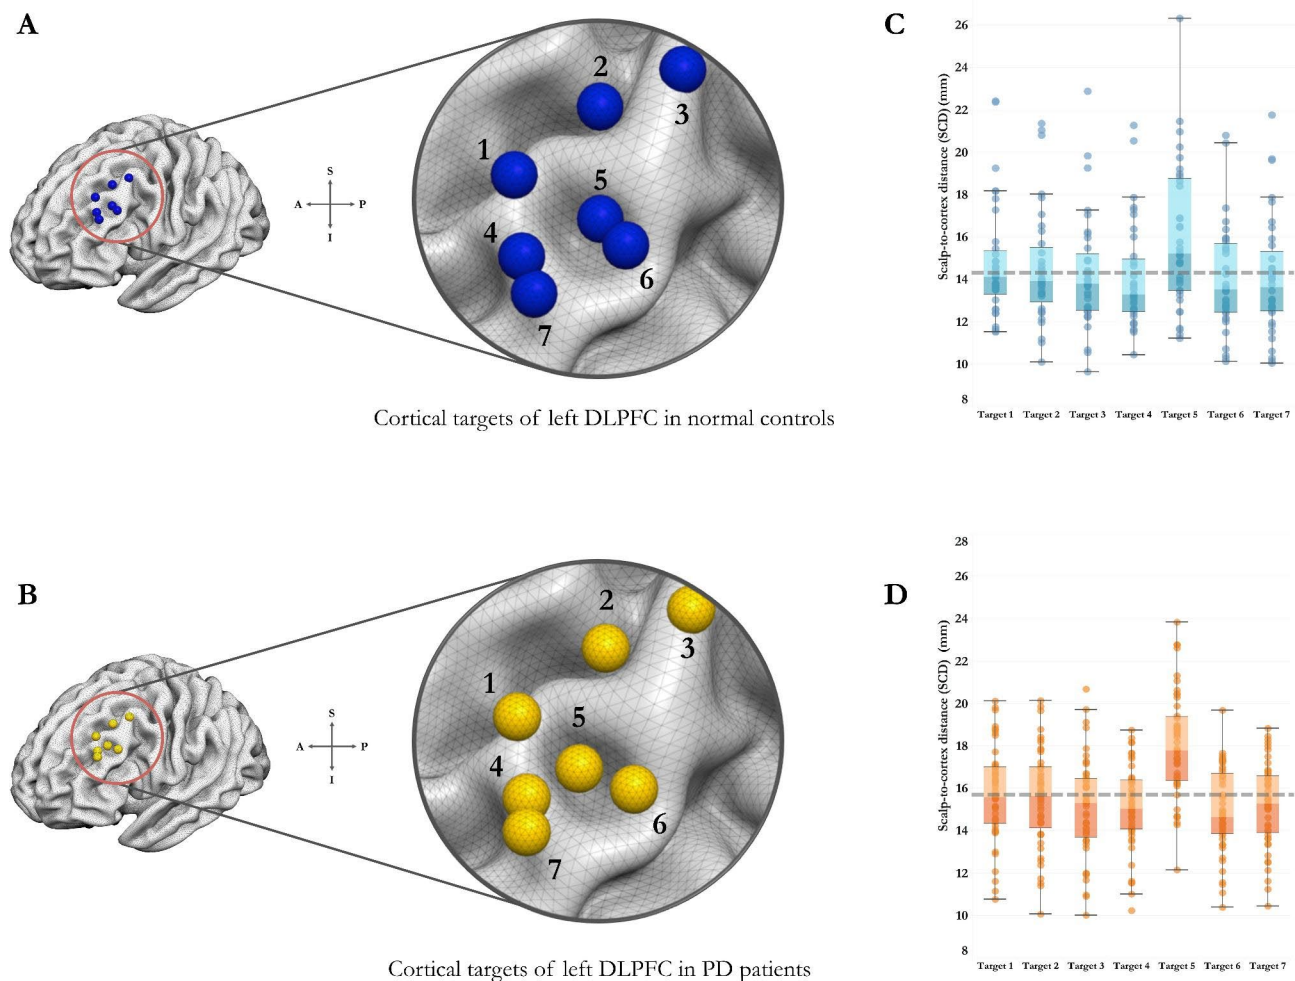 A
1
2
3
4
5
6
7
S
A P
I
Cortical targets of left DLPFC in normal controls
C
Scalp-to-cortex distance (SCD) (mm)
26
24
22
20
18
16
14
12
10
8
Target 1 Target 2 Target 3 Target 4 Target 5 Target 6 Target 7
B
1
2
3
4
5
6
7
S
A P
I
Cortical targets of left DLPFC in PD patients
D
Scalp-to-cortex distance (SCD) (mm)
28
26
24
22
20
18
16
14
12
10
8
Target 1 Target 2 Target 3 Target 4 Target 5 Target 6 Target 7